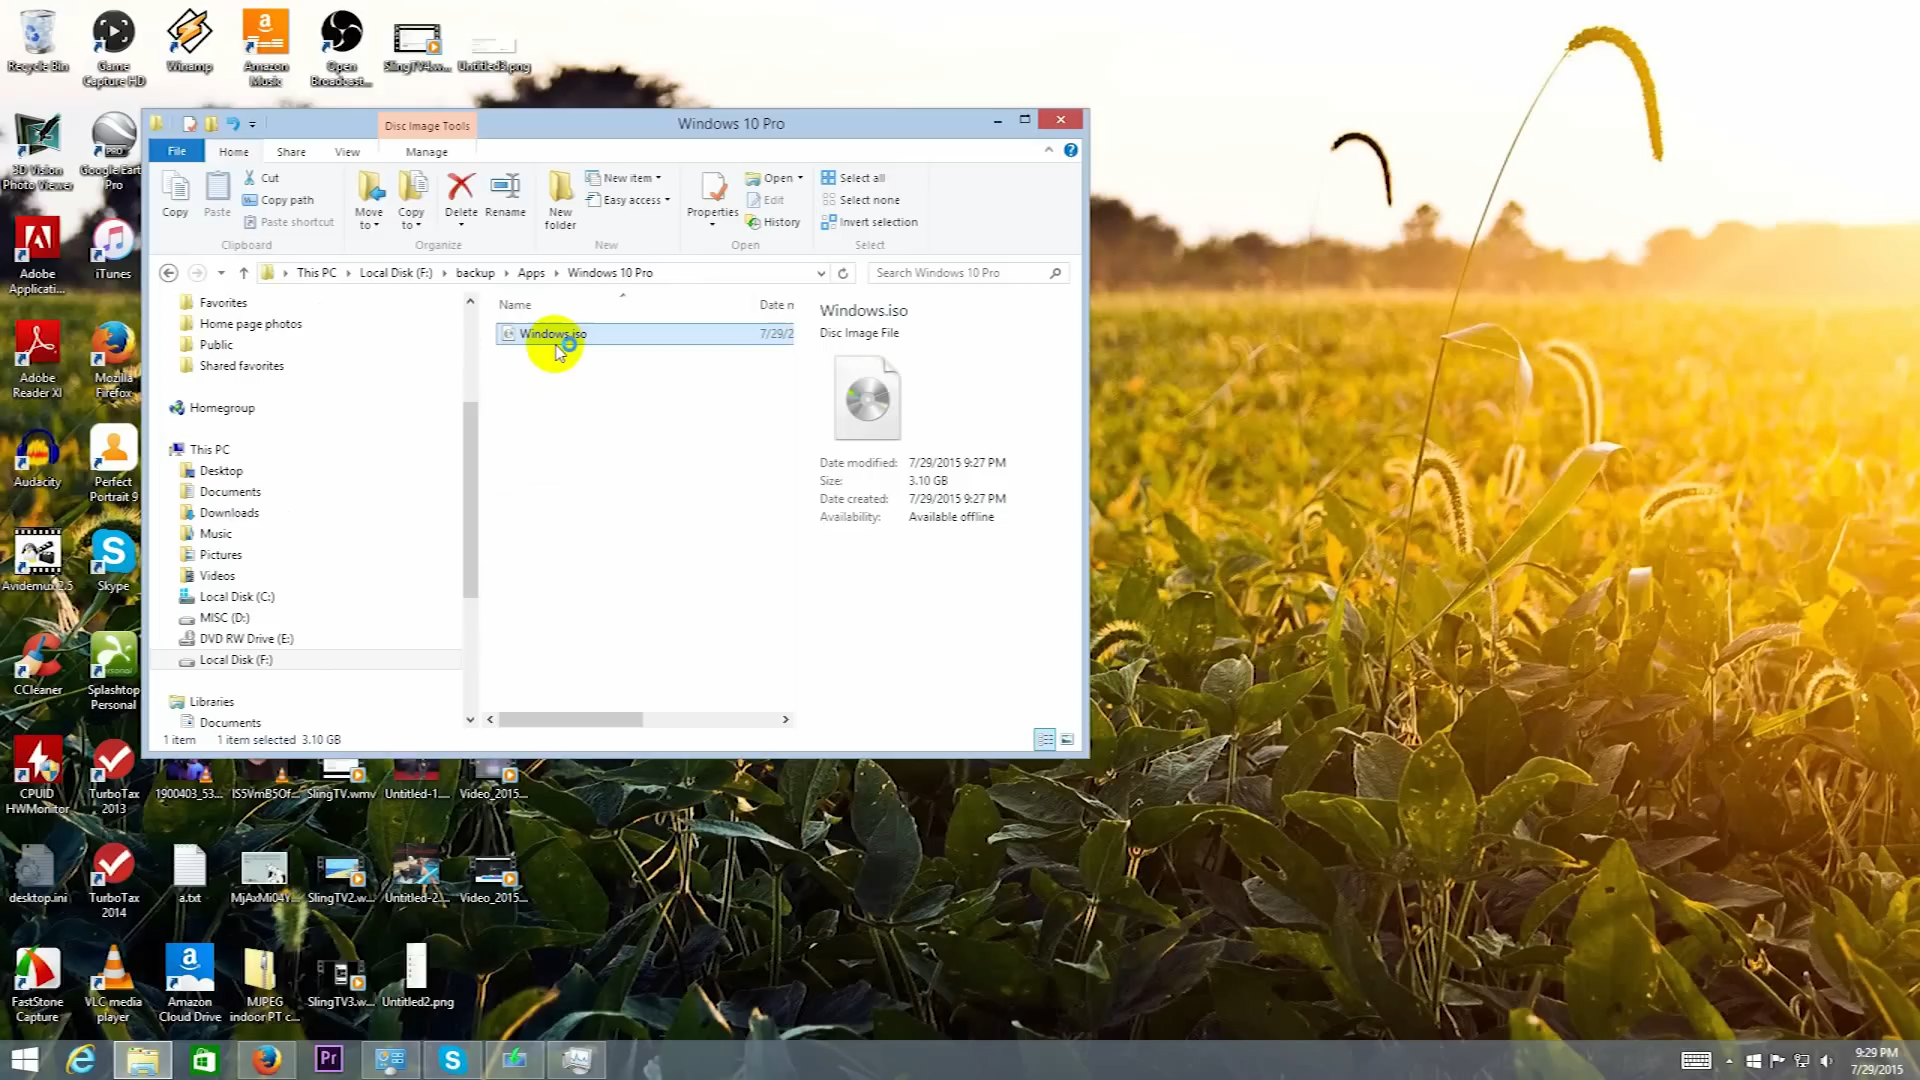 Recycle Bin
Game Capture HD
Winamp
Amazon Music
Open Broadcast...
SlingTV4.w...
Untitled3.png
3D Vision Photo Viewer
Google Eart Pro
Adobe Applicati...
iTunes
Adobe Reader XI
Mozilla Firefox
Audacity
Perfect Portrait 9
Avidemux 2.5
Skype
CCleaner
Splashtop Personal
CPUID HWMonitor
TurboTax 2013
1900403_53...
IS5VmB5Of...
SlingTV.wmv
Untitled-1....
Video_2015...
desktop.ini
TurboTax 2014
a.txt
MjAxMi04Y...
SlingTV2.w...
Untitled-2....
Video_2015...
FastStone Capture
VLC media player
Amazon Cloud Drive
MJPEG indoor PT c...
SlingTV3.w...
Untitled2.png
Disc Image Tools
Windows 10 Pro
File
Home
Share
View
Manage
Copy
Paste
Cut
Copy path
Paste shortcut
Clipboard
Move to
Copy to
Delete
Rename
Organize
New folder
New item
Easy access
New
Properties
Open
Edit
History
Open
Select all
Select none
Invert selection
Select
This PC
Local Disk (F:)
backup
Apps
Windows 10 Pro
Search Windows 10 Pro
Favorites
Home page photos
Public
Shared favorites
Homegroup
This PC
Desktop
Documents
Downloads
Music
Pictures
Videos
Local Disk (C:)
MISC (D:)
DVD RW Drive (E:)
Local Disk (F:)
Libraries
Documents
Name
Date n
Windows.iso
7/29/2
Windows.iso
Disc Image File
Date modified: 7/29/2015 9:27 PM
Size: 3.10 GB
Date created: 7/29/2015 9:27 PM
Availability: Available offline
1 item
1 item selected 3.10 GB
Pr
9:29 PM
7/29/2015